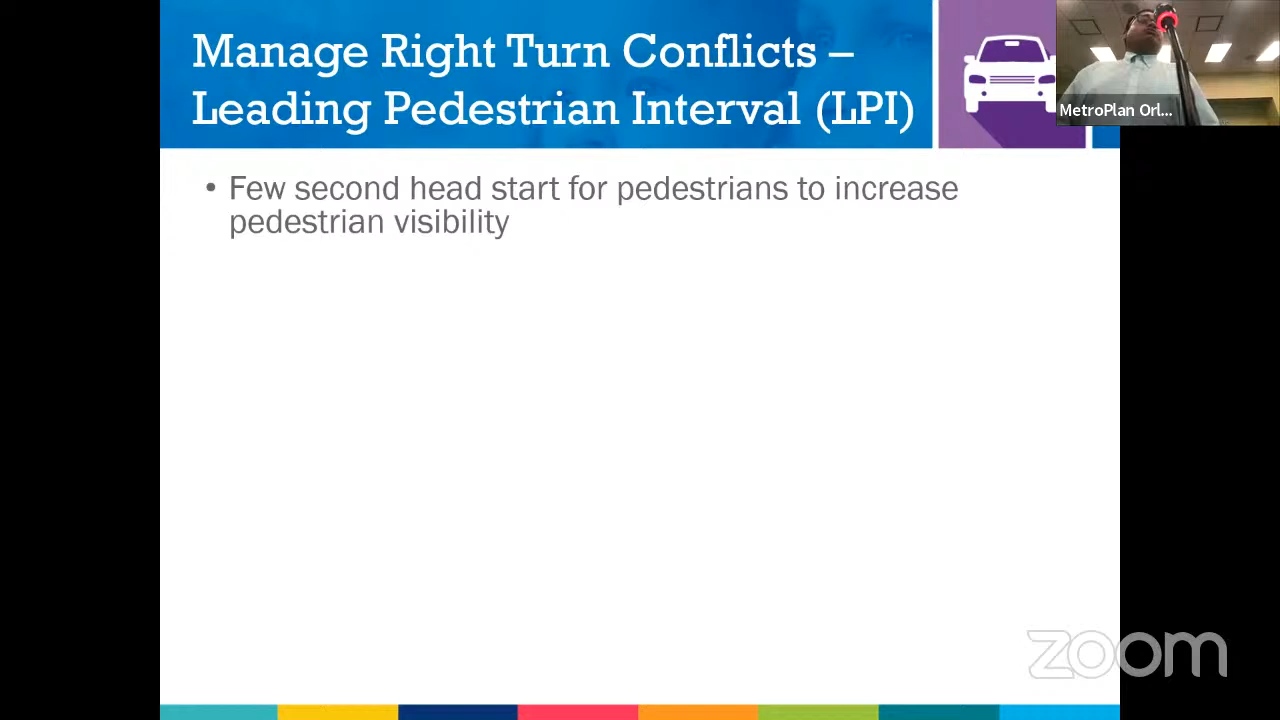 Manage Right Turn Conflicts –
Leading Pedestrian Interval (LPI)
MetroPlan Orl...
• Few second head start for pedestrians to increase
pedestrian visibility
zoom